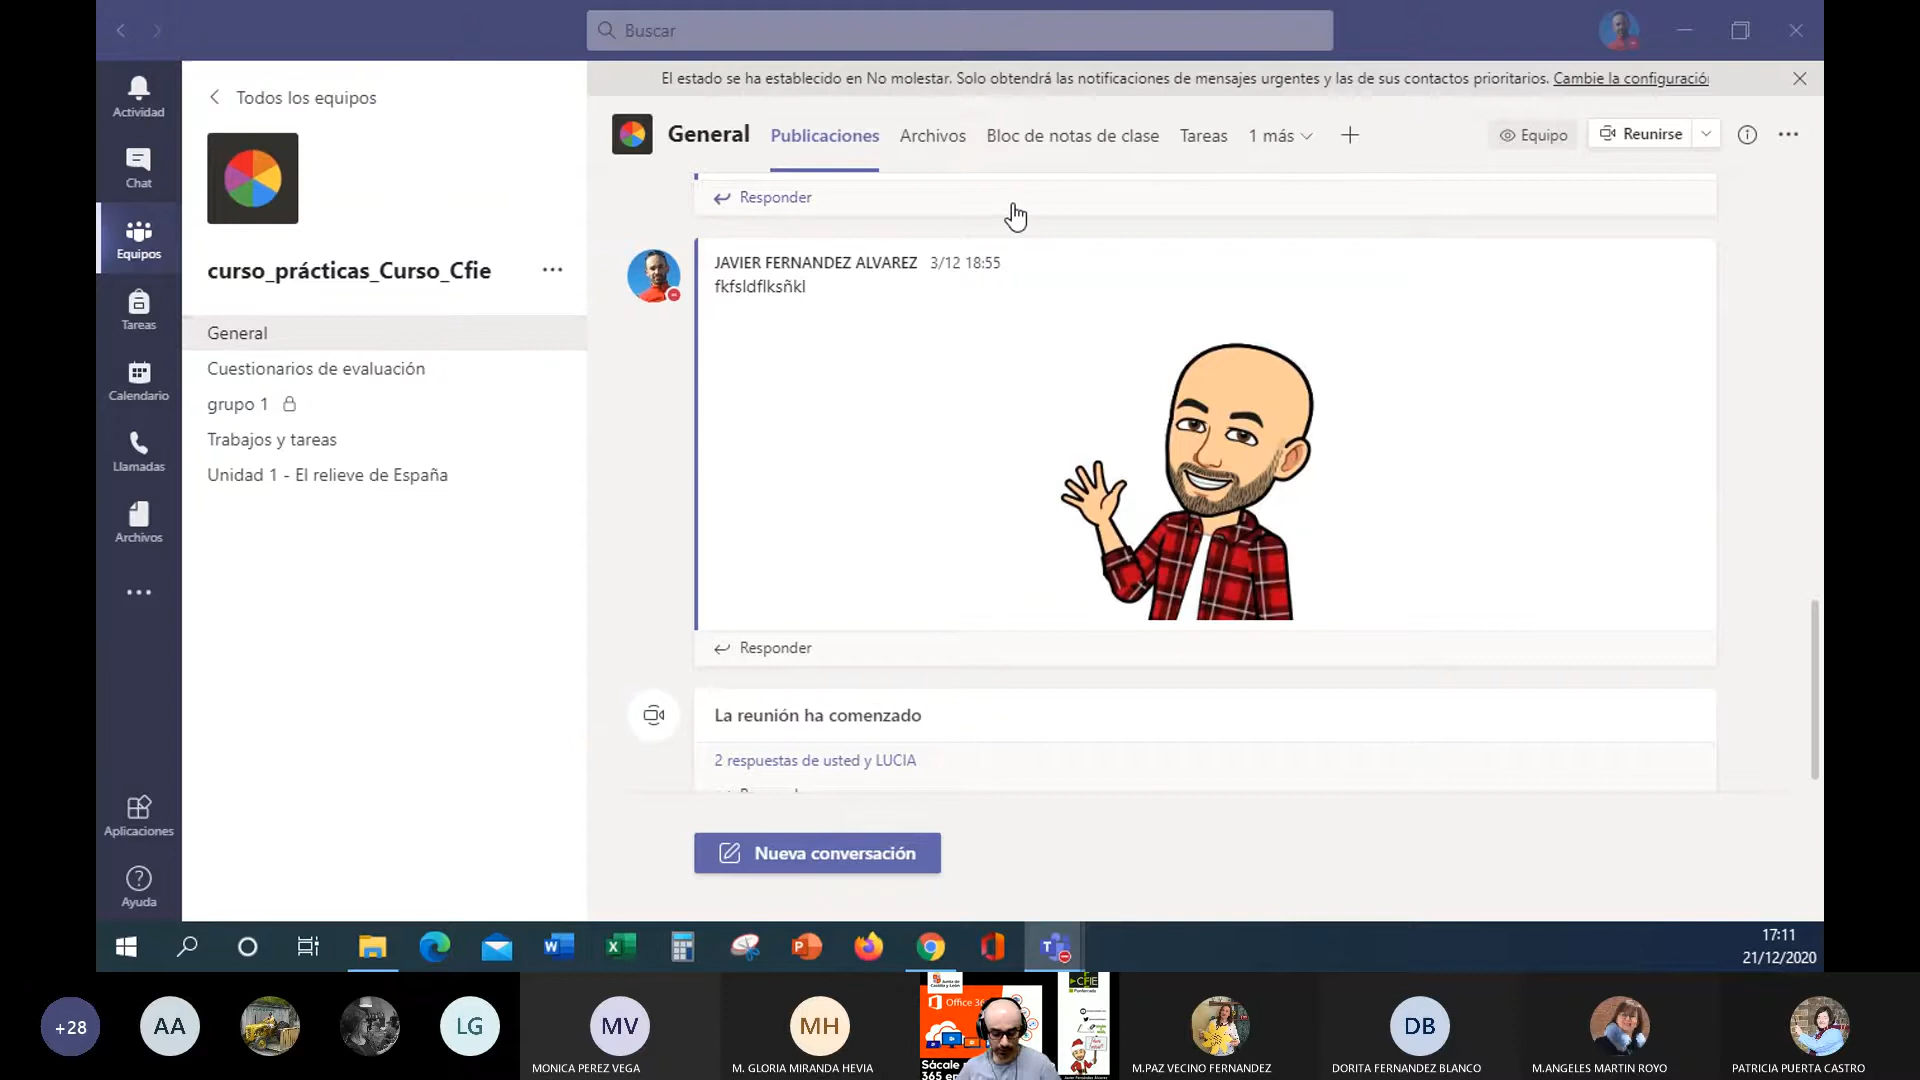 Buscar
Actividad
Chat
Equipos
Tareas
Calendario
Llamadas
Archivos
Aplicaciones
Ayuda
Todos los equipos
curso_prácticas_Curso_Cfie
General
Cuestionarios de evaluación
grupo 1
Trabajos y tareas
Unidad 1 - El relieve de España
El estado se ha establecido en No molestar. Solo obtendrá las notificaciones de mensajes urgentes y las de sus contactos prioritarios. Cambie la configuració
General Publicaciones Archivos Bloc de notas de clase Tareas 1 más Equipo Reunirse
Responder
JAVIER FERNANDEZ ALVAREZ 3/12 18:55
fkfsldflksñkl
Responder
La reunión ha comenzado
2 respuestas de usted y LUCIA
Nueva conversación
17:11
21/12/2020
+28
AA
LG
MV
MONICA PEREZ VEGA
MH
M. GLORIA MIRANDA HEVIA
Office 36
Sácale
365 en
CFIE
M.PAZ VECINO FERNANDEZ
DB
DORITA FERNANDEZ BLANCO
M.ANGELES MARTIN ROYO
PATRICIA PUERTA CASTRO